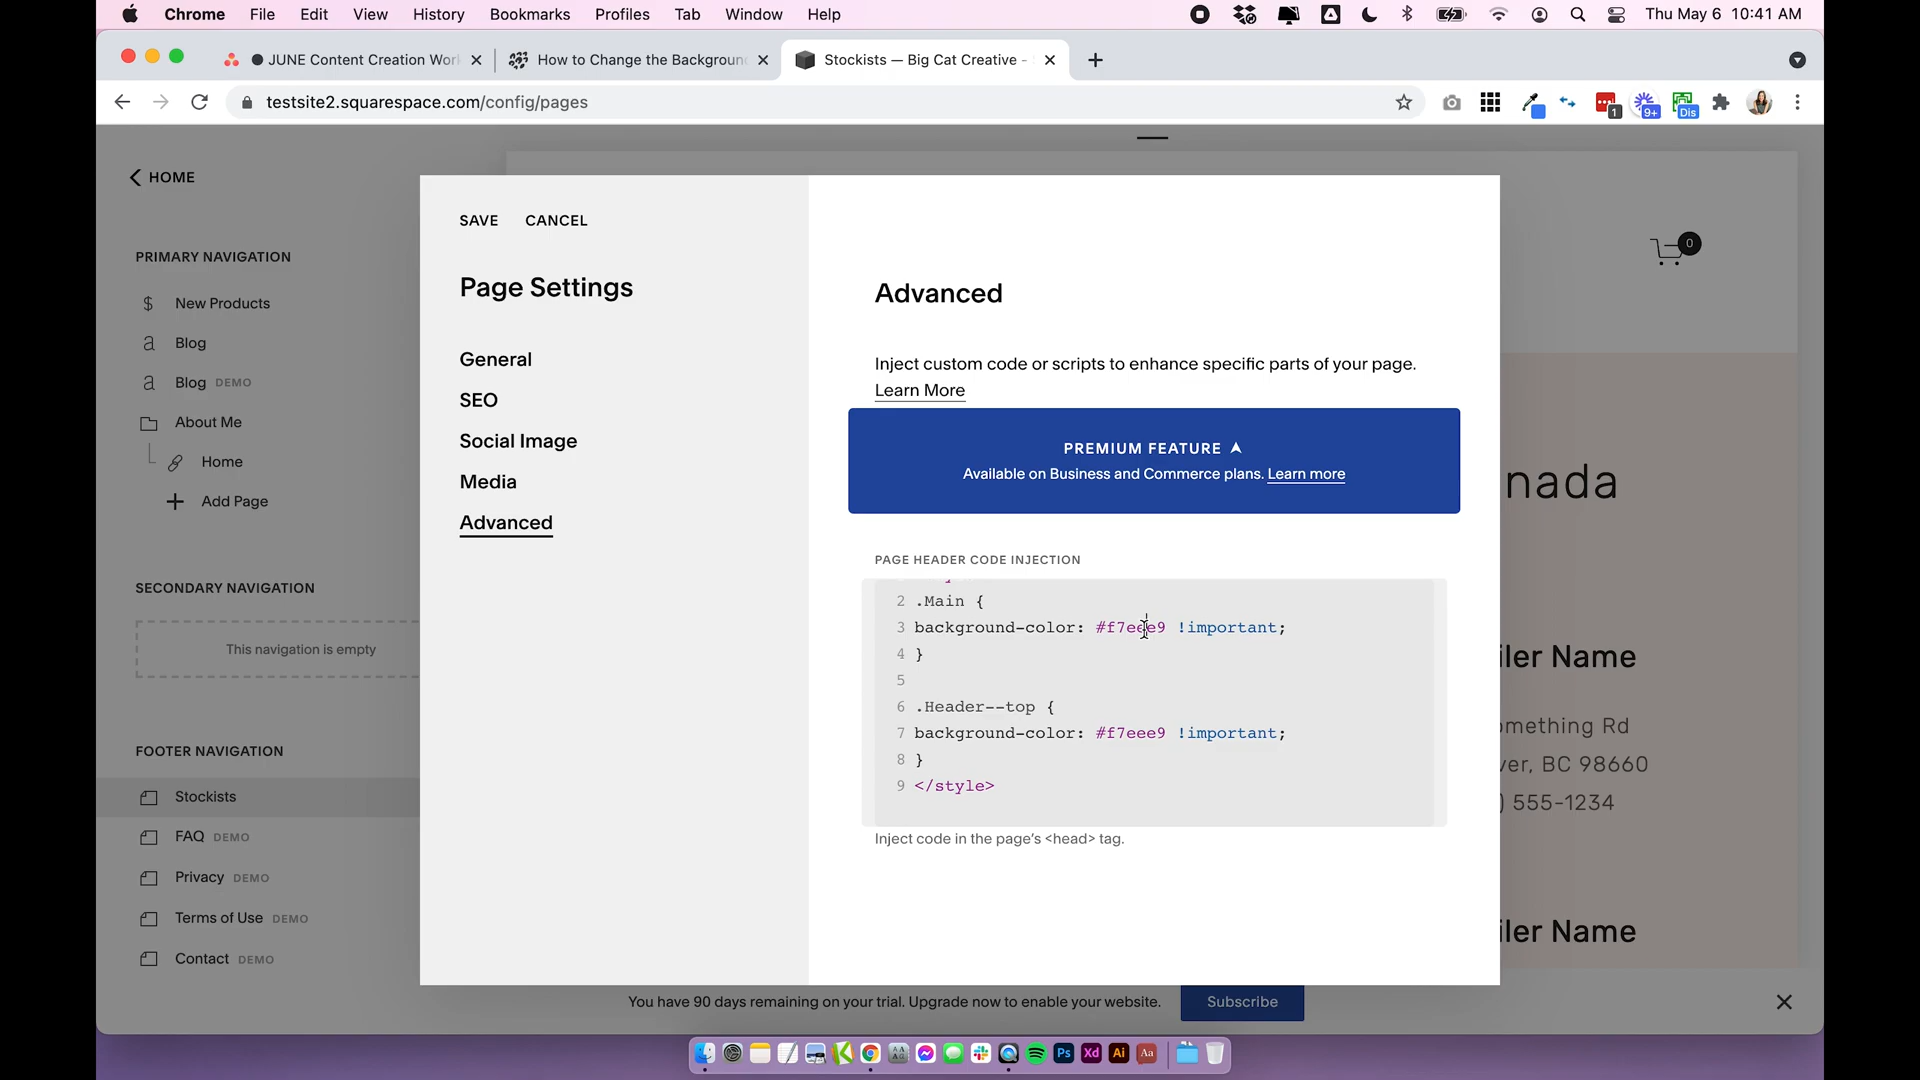 Chrome File Edit View History Bookmarks Profiles Tab Window Help Thu May 6 10:41 AM
JUNE Content Creation Wor
How to Change the Backgroun
Stockists — Big Cat Creative -
testsite2.squarespace.com/config/pages
1
9+
Dis
HOME
PRIMARY NAVIGATION
New Products
Blog
Blog DEMO
About Me
Home
Add Page
SECONDARY NAVIGATION
This navigation is empty
FOOTER NAVIGATION
Stockists
FAQ DEMO
Privacy DEMO
Terms of Use DEMO
Contact DEMO
SAVE CANCEL
Page Settings
General
SEO
Social Image
Media
Advanced
Advanced
Inject custom code or scripts to enhance specific parts of your page.
Learn More
PREMIUM FEATURE
Available on Business and Commerce plans. Learn more
PAGE HEADER CODE INJECTION
2 .Main {
3 background-color: #f7eee9 !important;
4 }
5
6 .Header--top {
7 background-color: #f7eee9 !important;
8 }
9 </style>
Inject code in the page's <head> tag.
0
nada
iler Name
omething Rd
ver, BC 98660
) 555-1234
iler Name
You have 90 days remaining on your trial. Upgrade now to enable your website. Subscribe
Ps Xd Ai Aa